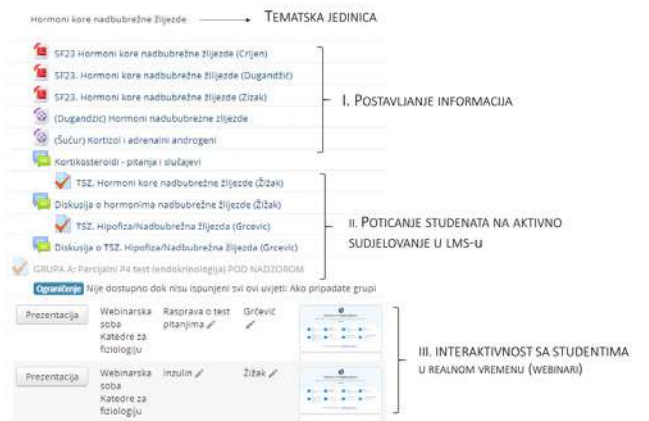 Hormoni kore nadbubrežne žlijezde
TEMATSKA JEDINICA
SF23 Hormoni kore nadbubrežne žlijezde (Crljen)
SF23. Hormoni kore nadbubrežne žlijezde (Dugandžić)
SF23. Hormoni kore nadbubrežne žlijezde (Žižak)
(Dugandžić) Hormoni nadububrezne zlijezde
(Šućur) Kortizol i adrenalni androgeni
I. POSTAVLJANJE INFORMACIJA
Kortikosteroidi - pitanja i slučajevi
TSZ. Hormoni kore nadbubrežne žlijezde (Žižak)
Diskusija o hormonima nadbubrežne žlijezde (Žižak)
TSZ. Hipofiza/Nadbubrežna žlijezda (Grcevic)
Diskusija o TSZ. Hipofiza/Nadbubrežna žlijezda (Grcevic)
GRUPA A: Parcijalni P4 test (endokrinologija) POD NADZOROM
Ograničenje Nije dostupno dok nisu ispunjeni svi ovi uvjeti: Ako pripadate grupi
II. POTICANJE STUDENATA NA AKTIVNO
SUDJELOVANJE U LMS-u
Prezentacija
Webinarska
soba
Katedre za
fiziologiju
Rasprava o test
pitanjima
Grčević
Prezentacija
Webinarska
soba
Katedre za
fiziologiju
Inzulin
Žižak
III. INTERAKTIVNOST SA STUDENTIMA
U REALNOM VREMENU (WEBINARI)